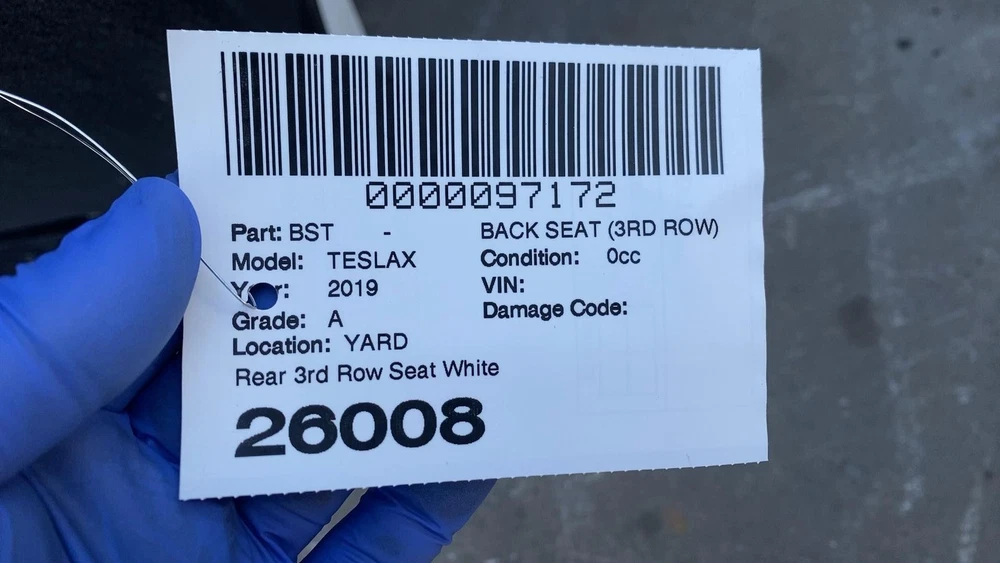 0000097172
Part: BST - BACK SEAT (3RD ROW)
Model: TESLAX Condition: 0cc
2019 VIN:
Grade: A Damage Code:
Location: YARD
Rear 3rd Row Seat White
26008